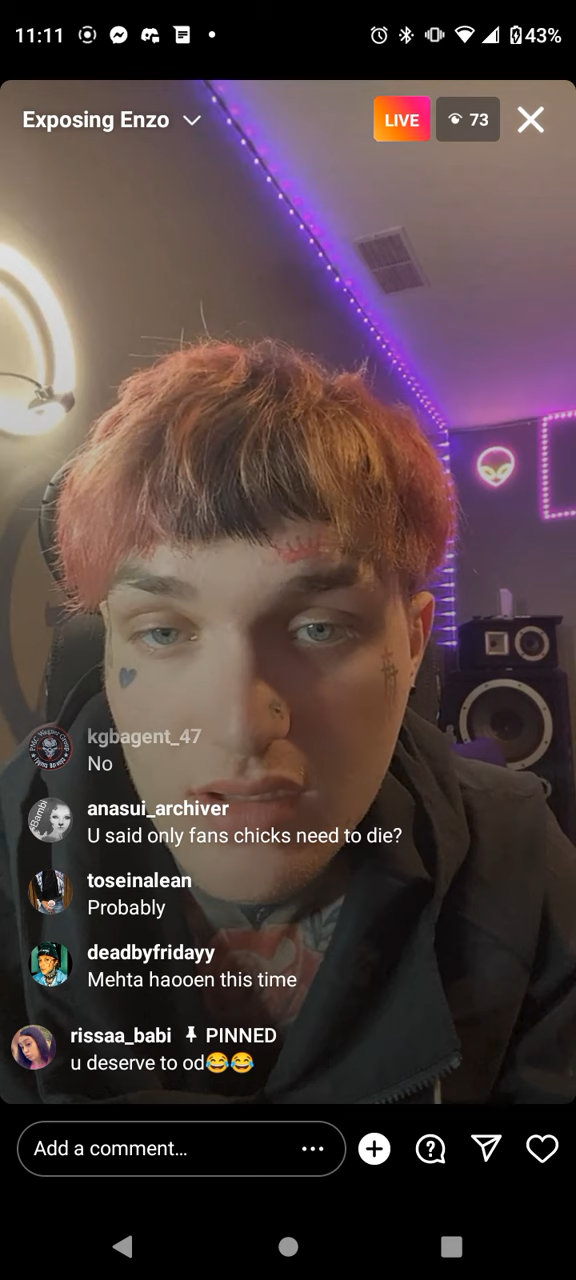 11:11
43%
Exposing Enzo
LIVE
73
kgbagent_47
No
anasui_archiver
U said only fans chicks need to die?
toseinalean
Probably
deadbyfridayy
Mehta haooen this time
rissaa_babi PINNED
u deserve to od😂😂
Add a comment…